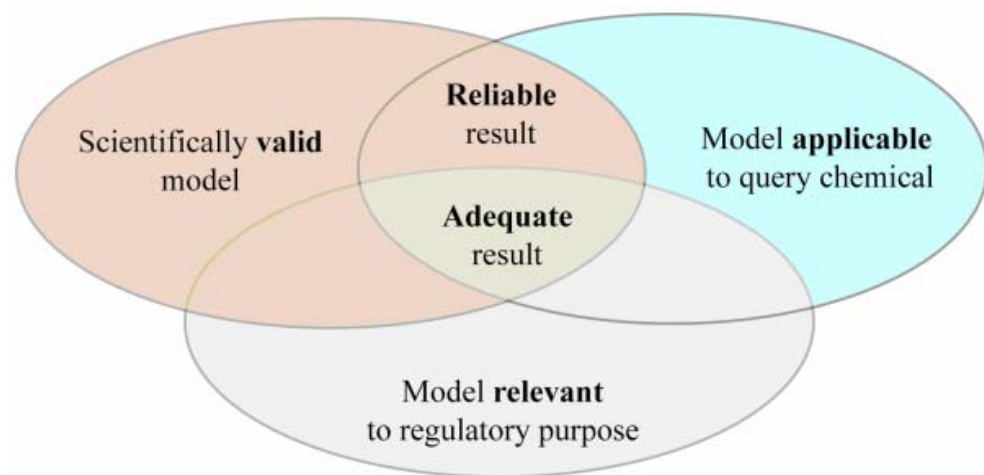 Reliable
result
Scientifically valid
model
Model applicable
to query chemical
Adequate
result
Model relevant
to regulatory purpose